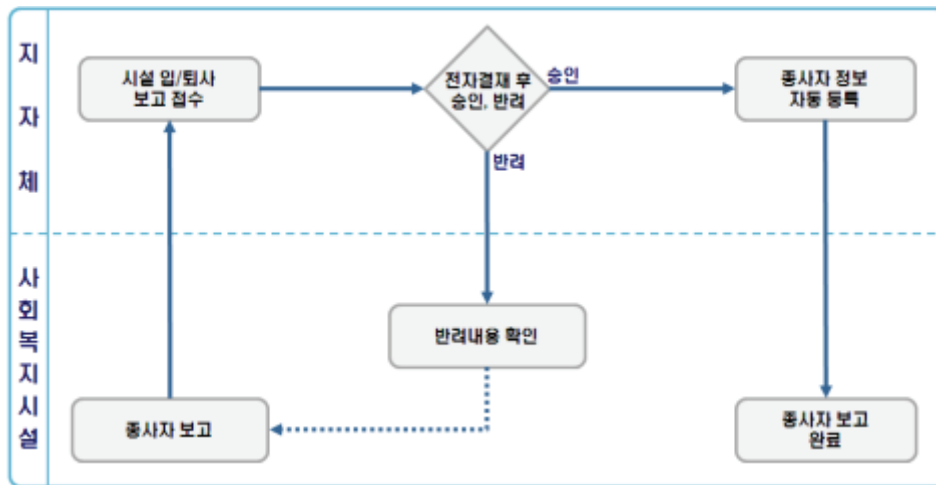 지자체
시설 입/퇴사
보고 접수
전자결재 후
승인, 반려
승인
종사자 정보
자동 등록
반려
사회복지시설
반려내용 확인
종사자 보고
종사자 보고
완료